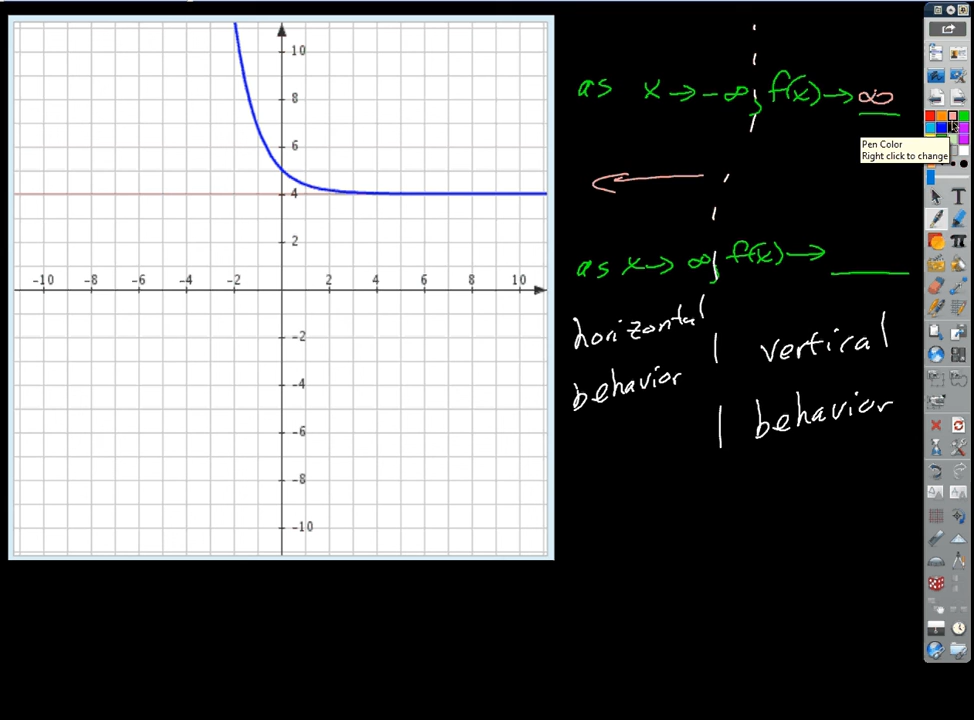 as x → -∞, f(x) → ∞
Pen Color
Right click to change
as x → ∞, f(x) → ____
horizontal | vertical
behavior | behavior
10
8
6
4
2
-10 -8 -6 -4 -2 2 4 6 8 10
-2
-4
-6
-8
-10
T
π